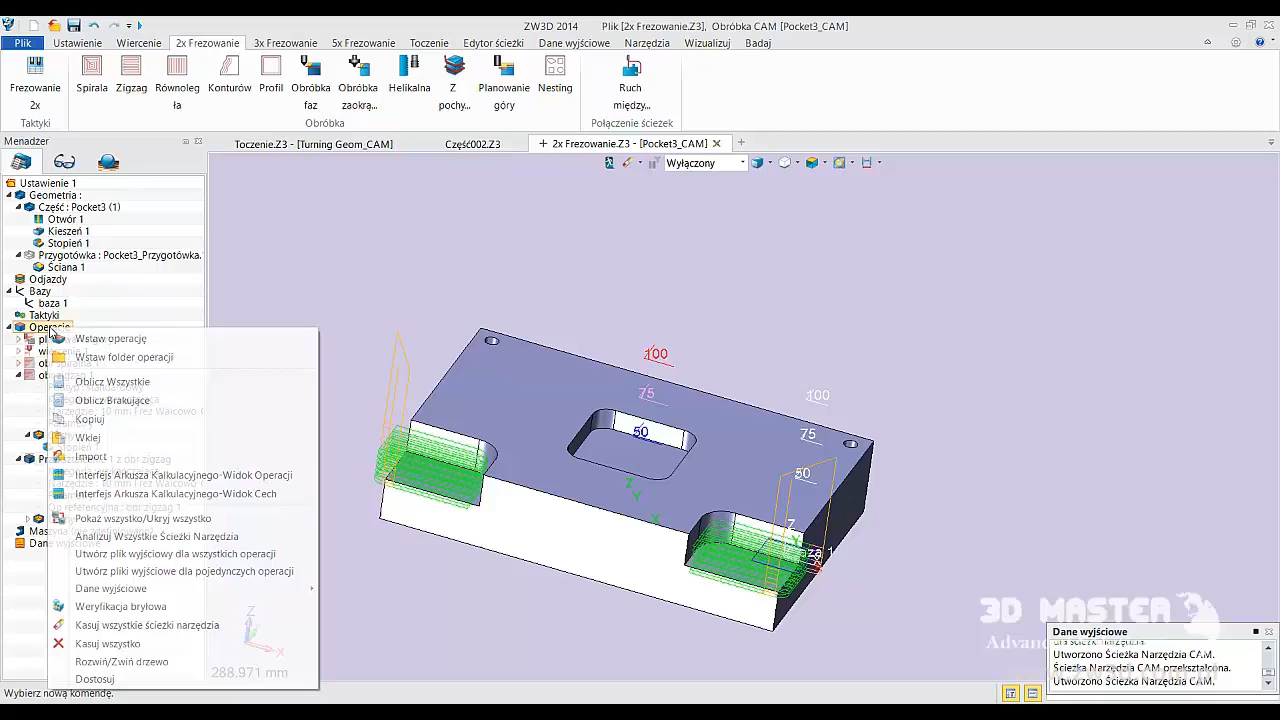 ZW3D 2014 Plik [2x Frezowanie.Z3], Obróbka CAM [Pocket3_CAM]
Plik Ustawienie Wiercenie 2x Frezowanie 3x Frezowanie 5x Frezowanie Toczenie Edytor ścieżki Dane wyjściowe Narzędzia Wizualizuj Badaj
Frezowanie 2x
Spirala
Zigzag
Równoległa
Konturów
Profil
Obróbka faz
Obróbka zaokrą...
Helikalna
Z pochy...
Planowanie góry
Nesting
Ruch między...
Taktyki Obróbka Połączenie ścieżek
Menadżer
Toczenie.Z3 - [Turning Geom_CAM] Część002.Z3 2x Frezowanie.Z3 - [Pocket3_CAM]
Wyłączony
Ustawienie 1
Geometria :
Część : Pocket3 (1)
Otwór 1
Kieszeń 1
Stopień 1
Przygotówka : Pocket3_Przygotówka.
Ściana 1
Odjazdy
Bazy
baza 1
Taktyki
Operacje
Wstaw operację
Wstaw folder operacji
Oblicz Wszystkie
Oblicz Brakujące
Kopiuj
Wklej
Import
Interfejs Arkusza Kalkulacyjnego-Widok Operacji
Interfejs Arkusza Kalkulacyjnego-Widok Cech
Pokaż wszystko/Ukryj wszystko
Analizuj Wszystkie Ścieżki Narzędzia
Utwórz plik wyjściowy dla wszystkich operacji
Utwórz pliki wyjściowe dla pojedynczych operacji
Dane wyjściowe
Weryfikacja bryłowa
Kasuj wszystkie ścieżki narzędzia
Kasuj wszystko
Rozwiń/Zwiń drzewo
Dostosuj
100
75
50
100
75
50
Z
Y
X
Z
X
Z
X
288.971 mm
3D MASTER
Dane wyjściowe
Utworzono Ścieżka Narzędzia CAM.
Ścieżka Narzędzia CAM przekształcona.
Utworzono Ścieżka Narzędzia CAM.
Wybierz nową komendę.